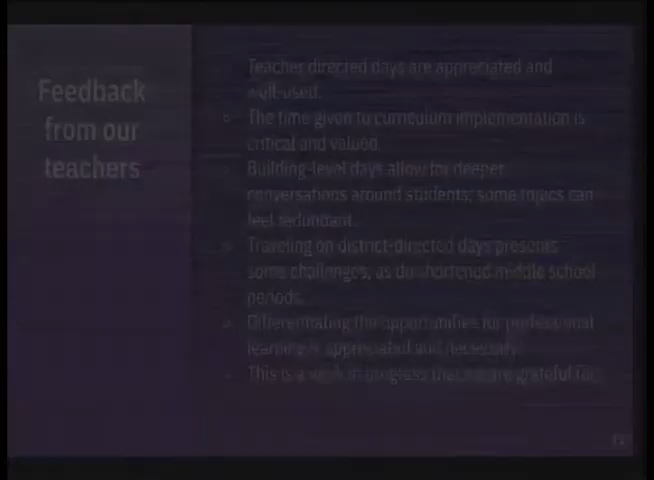 Feedback
from our
teachers
Teacher directed days are appreciated and
well-used.
The time given to curriculum implementation is
critical and valued.
Building-level days allow for deeper
conversations around students; some topics can
feel redundant.
Traveling on district-directed days presents
some challenges, as do shortened middle school
periods.
Differentiating the opportunities for professional
learning is appreciated and necessary.
This is a work in progress that we are grateful for.